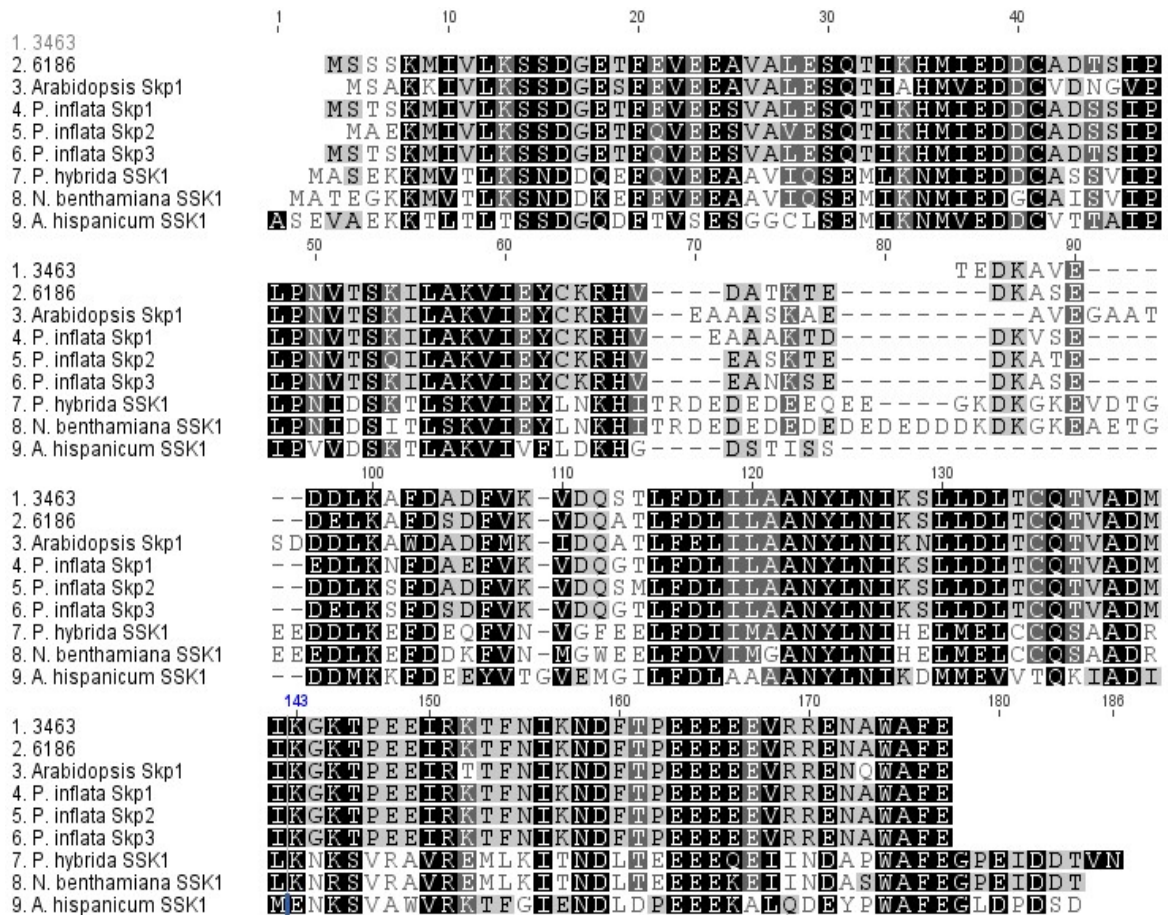 1 10 20 30 40
1. 3463
2. 6186 MSSSKMIVLKSSDGETFEVEEAVALESQTIKHMIEDDCADTSIP
3. Arabidopsis Skp1 MSAKKIVLKSSDGESFEVEEAVALESQTIAHMVEDDCVDNGVP
4. P. inflata Skp1 MSTSKMIVLKSSDGETFEVEESVALESQTIKHMIEDDCADSSIP
5. P. inflata Skp2 MAEKMIVLKSSDGETFQVEESVAVESQTIKHMIEDDCADSSIP
6. P. inflata Skp3 MSTSKMIVLKSSDGETFQVEESVALESQTIKHMIEDDCADTSIP
7. P. hybrida SSK1 MASEKKMVTLKSNDDQEFQVEEAAVIQSEMLKNMIEDDCASSVIP
8. N. benthamiana SSK1 MATEGKMVTLKSNDDKEFEVEEAAVIQSEMIKNMIEDGCAISVIP
9. A. hispanicum SSK1 ASEVAEKKTLTLTSSDGQDFTVSESGGCLSEMIKNMVEDDCVTTAIP
50 60 70 80 90
1. 3463 TEDKAVE----
2. 6186 LPNVTSKILAKVIEYCKRHV----DATKTE--------DKASE----
3. Arabidopsis Skp1 LPNVTSKILAKVIEYCKRHV--EAAASKAE----------AVEGAAT
4. P. inflata Skp1 LPNVTSKILAKVIEYCKRHV---EAAAKTD--------DKVSE----
5. P. inflata Skp2 LPNVTSQILAKVIEYCKRHV----EASKTE--------DKATE----
6. P. inflata Skp3 LPNVTSKILAKVIEYCKRHV----EANKSE--------DKASE----
7. P. hybrida SSK1 LPNIDSKTLSKVIEYLNKHITRDEDEDEEQEE----GKDKGKEVDTG
8. N. benthamiana SSK1 LPNIDSITLSKVIEYLNKHITRDEDEDEDEDEDEDDDKDKGKEAETG
9. A. hispanicum SSK1 IPVVDSKTLAKVIVFLDKHG----DSTISS-----------------
100 110 120 130
1. 3463 --DDLKAFDADFVK-VDQSTLFDLILAANYLNIKSLLDLTCQTVADM
2. 6186 --DELKAFDSDFVK-VDQATLFDLILAANYLNIKSLLDLTCQTVADM
3. Arabidopsis Skp1 SDDDLKAWDADFMK-IDQATLFELILAANYLNIKNLLDLTCQTVADM
4. P. inflata Skp1 --EDLKNFDAEFVK-VDQGTLFDLILAANYLNIKSLLDLTCQTVADM
5. P. inflata Skp2 --EDLKSFDADFVK-VDQSMLFDLILAANYLNIKSLLDLTCQTVADM
6. P. inflata Skp3 --DELKSFDSDFVK-VDQGTLFDLILAANYLNIKSLLDLTCQTVADM
7. P. hybrida SSK1 EEDDLKEFDEQFVN-VGFEELFDIIMAANYLNIHELMELCCQSAADR
8. N. benthamiana SSK1 EEEDLKEFDDKFVN-MGWEELFDVIMGANYLNIHELMELCCQSAADR
9. A. hispanicum SSK1 --DDMKKFDEEYVTGVEMGILFDLAAAANYLNIKDMMEVVTQKIADI
143 150 160 170 180 186
1. 3463 IKGKTPEEIRKTFNIKNDFTPEEEEEVRRENAWAFE
2. 6186 IKGKTPEEIRKTFNIKNDFTPEEEEEVRRENAWAFE
3. Arabidopsis Skp1 IKGKTPEEIRTTFNIKNDFTPEEEEEVRRENQWAFE
4. P. inflata Skp1 IKGKTPEEIRKTFNIKNDFTPEEEEEVRRENAWAFE
5. P. inflata Skp2 IKGKTPEEIRKTFNIKNDFTPEEEEEVRRENAWAFE
6. P. inflata Skp3 IKGKTPEEIRKTFNIKNDFTPEEEEEVRRENAWAFE
7. P. hybrida SSK1 LKNKSVRAVREMLKITNDLTEEEEQEIINDAPWAFEGPEIDDTVN
8. N. benthamiana SSK1 LKNRSVRAVREMLKITNDLTEEEEKEIINDASWAFEGPEIDDT
9. A. hispanicum SSK1 MENKSVAWVRKTFGIENDLDPEEEKALQDEYPWAFEGLDPDSD